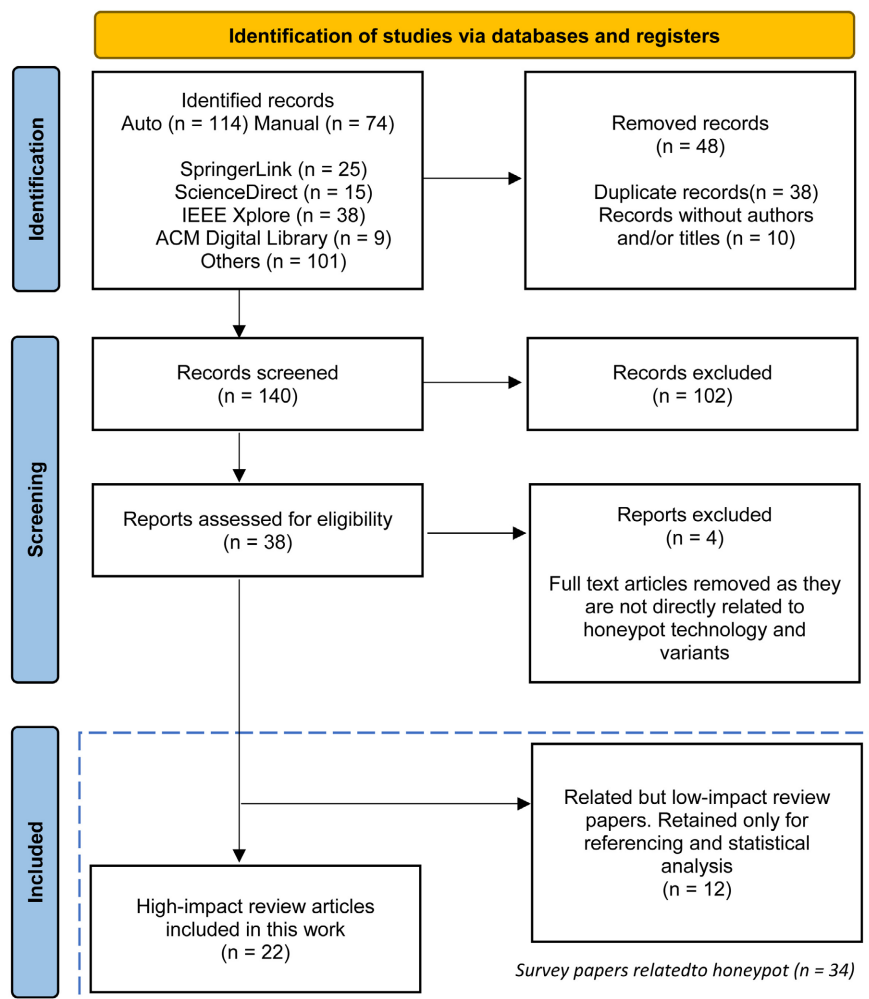 Identification of studies via databases and registers
Identification
Identified records
Auto (n = 114) Manual (n = 74)
SpringerLink (n = 25)
ScienceDirect (n = 15)
IEEE Xplore (n = 38)
ACM Digital Library (n = 9)
Others (n = 101)
Removed records
(n = 48)
Duplicate records(n = 38)
Records without authors
and/or titles (n = 10)
Screening
Records screened
(n = 140)
Records excluded
(n = 102)
Reports assessed for eligibility
(n = 38)
Reports excluded
(n = 4)
Full text articles removed as they
are not directly related to
honeypot technology and
variants
Included
Related but low-impact review
papers. Retained only for
referencing and statistical
analysis
(n = 12)
High-impact review articles
included in this work
(n = 22)
Survey papers relatedto honeypot (n = 34)